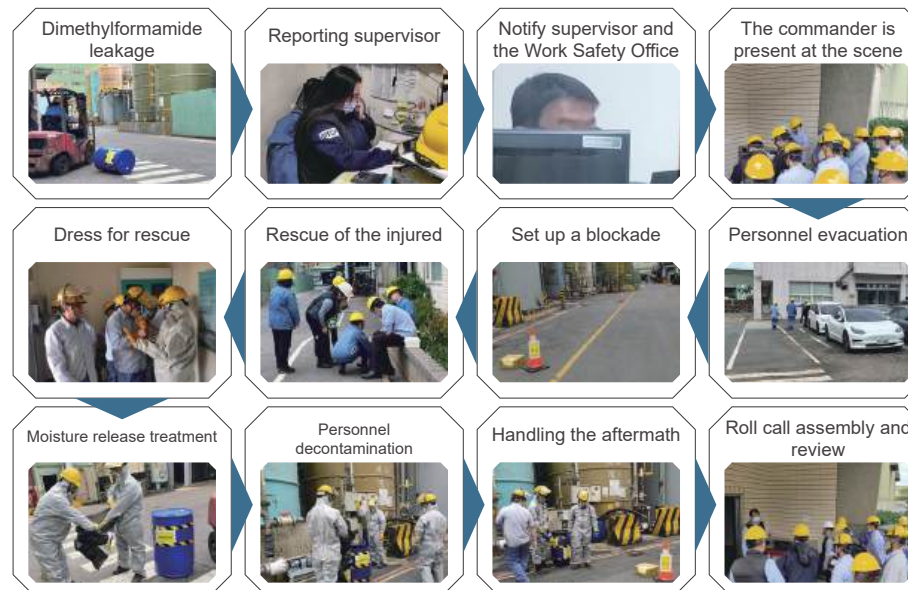 Dimethylformamide
leakage
Reporting supervisor
Notify supervisor and
the Work Safety Office
The commander is
present at the scene
Personnel evacuation
Set up a blockade
Rescue of the injured
Dress for rescue
Moisture release treatment
Personnel
decontamination
Handling the aftermath
Roll call assembly and
review